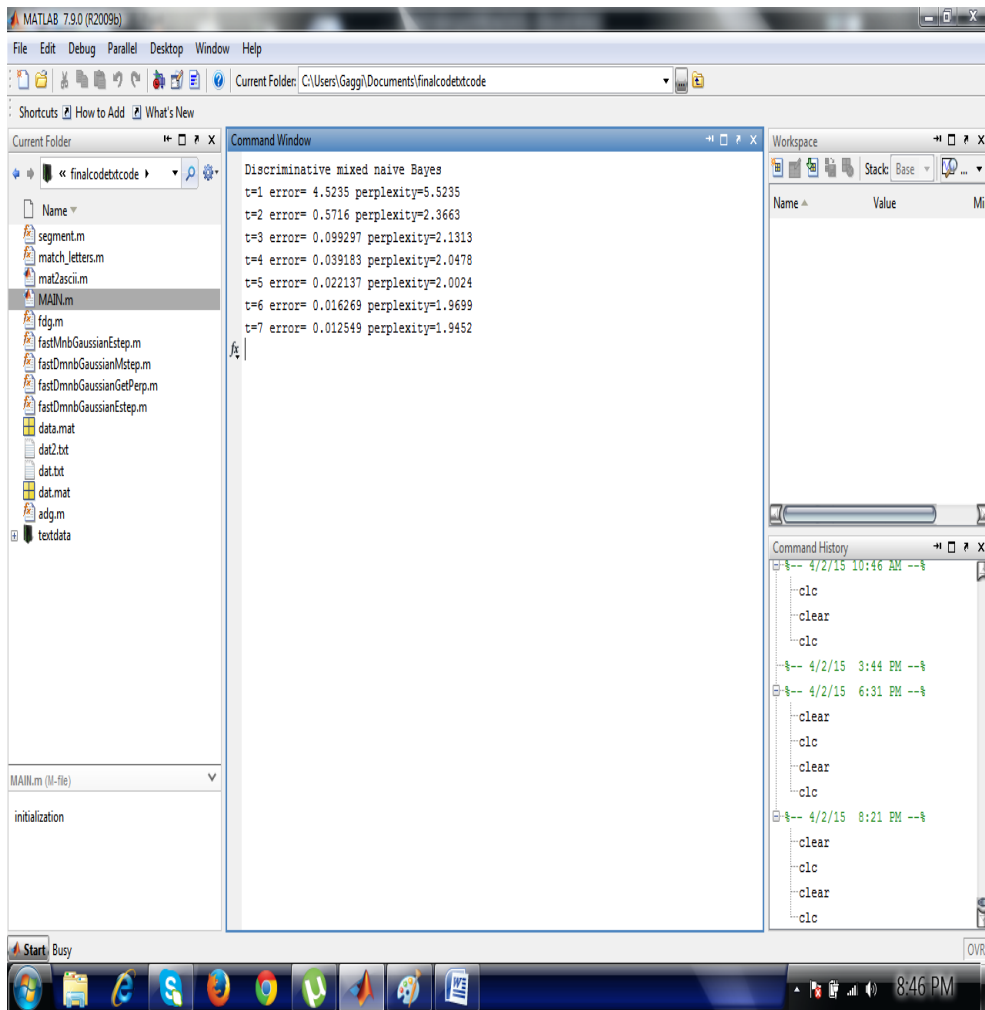 MATLAB 7.9.0 (R2009b)
File Edit Debug Parallel Desktop Window Help
Current Folder: C:\Users\Gaggi\Documents\finalcodetxtcode
Shortcuts How to Add What's New
Current Folder
« finalcodetxtcode
Name
segment.m
match_letters.m
mat2ascii.m
MAIN.m
fdg.m
fastMnbGaussianEstep.m
fastDmnbGaussianMstep.m
fastDmnbGaussianGetPerp.m
fastDmnbGaussianEstep.m
data.mat
dat2.txt
dat.txt
dat.mat
adg.m
textdata
MAIN.m (M-file)
initialization
Command Window
Discriminative mixed naive Bayes
t=1 error= 4.5235 perplexity=5.5235
t=2 error= 0.5716 perplexity=2.3663
t=3 error= 0.099297 perplexity=2.1313
t=4 error= 0.039183 perplexity=2.0478
t=5 error= 0.022137 perplexity=2.0024
t=6 error= 0.016269 perplexity=1.9699
t=7 error= 0.012549 perplexity=1.9452
fx
Workspace
Stack: Base
Name Value Mi
Command History
%-- 4/2/15 10:46 AM --%
clc
clear
clc
%-- 4/2/15 3:44 PM --%
%-- 4/2/15 6:31 PM --%
clear
clc
clear
clc
%-- 4/2/15 8:21 PM --%
clear
clc
clear
clc
Start Busy
OVR
8:46 PM